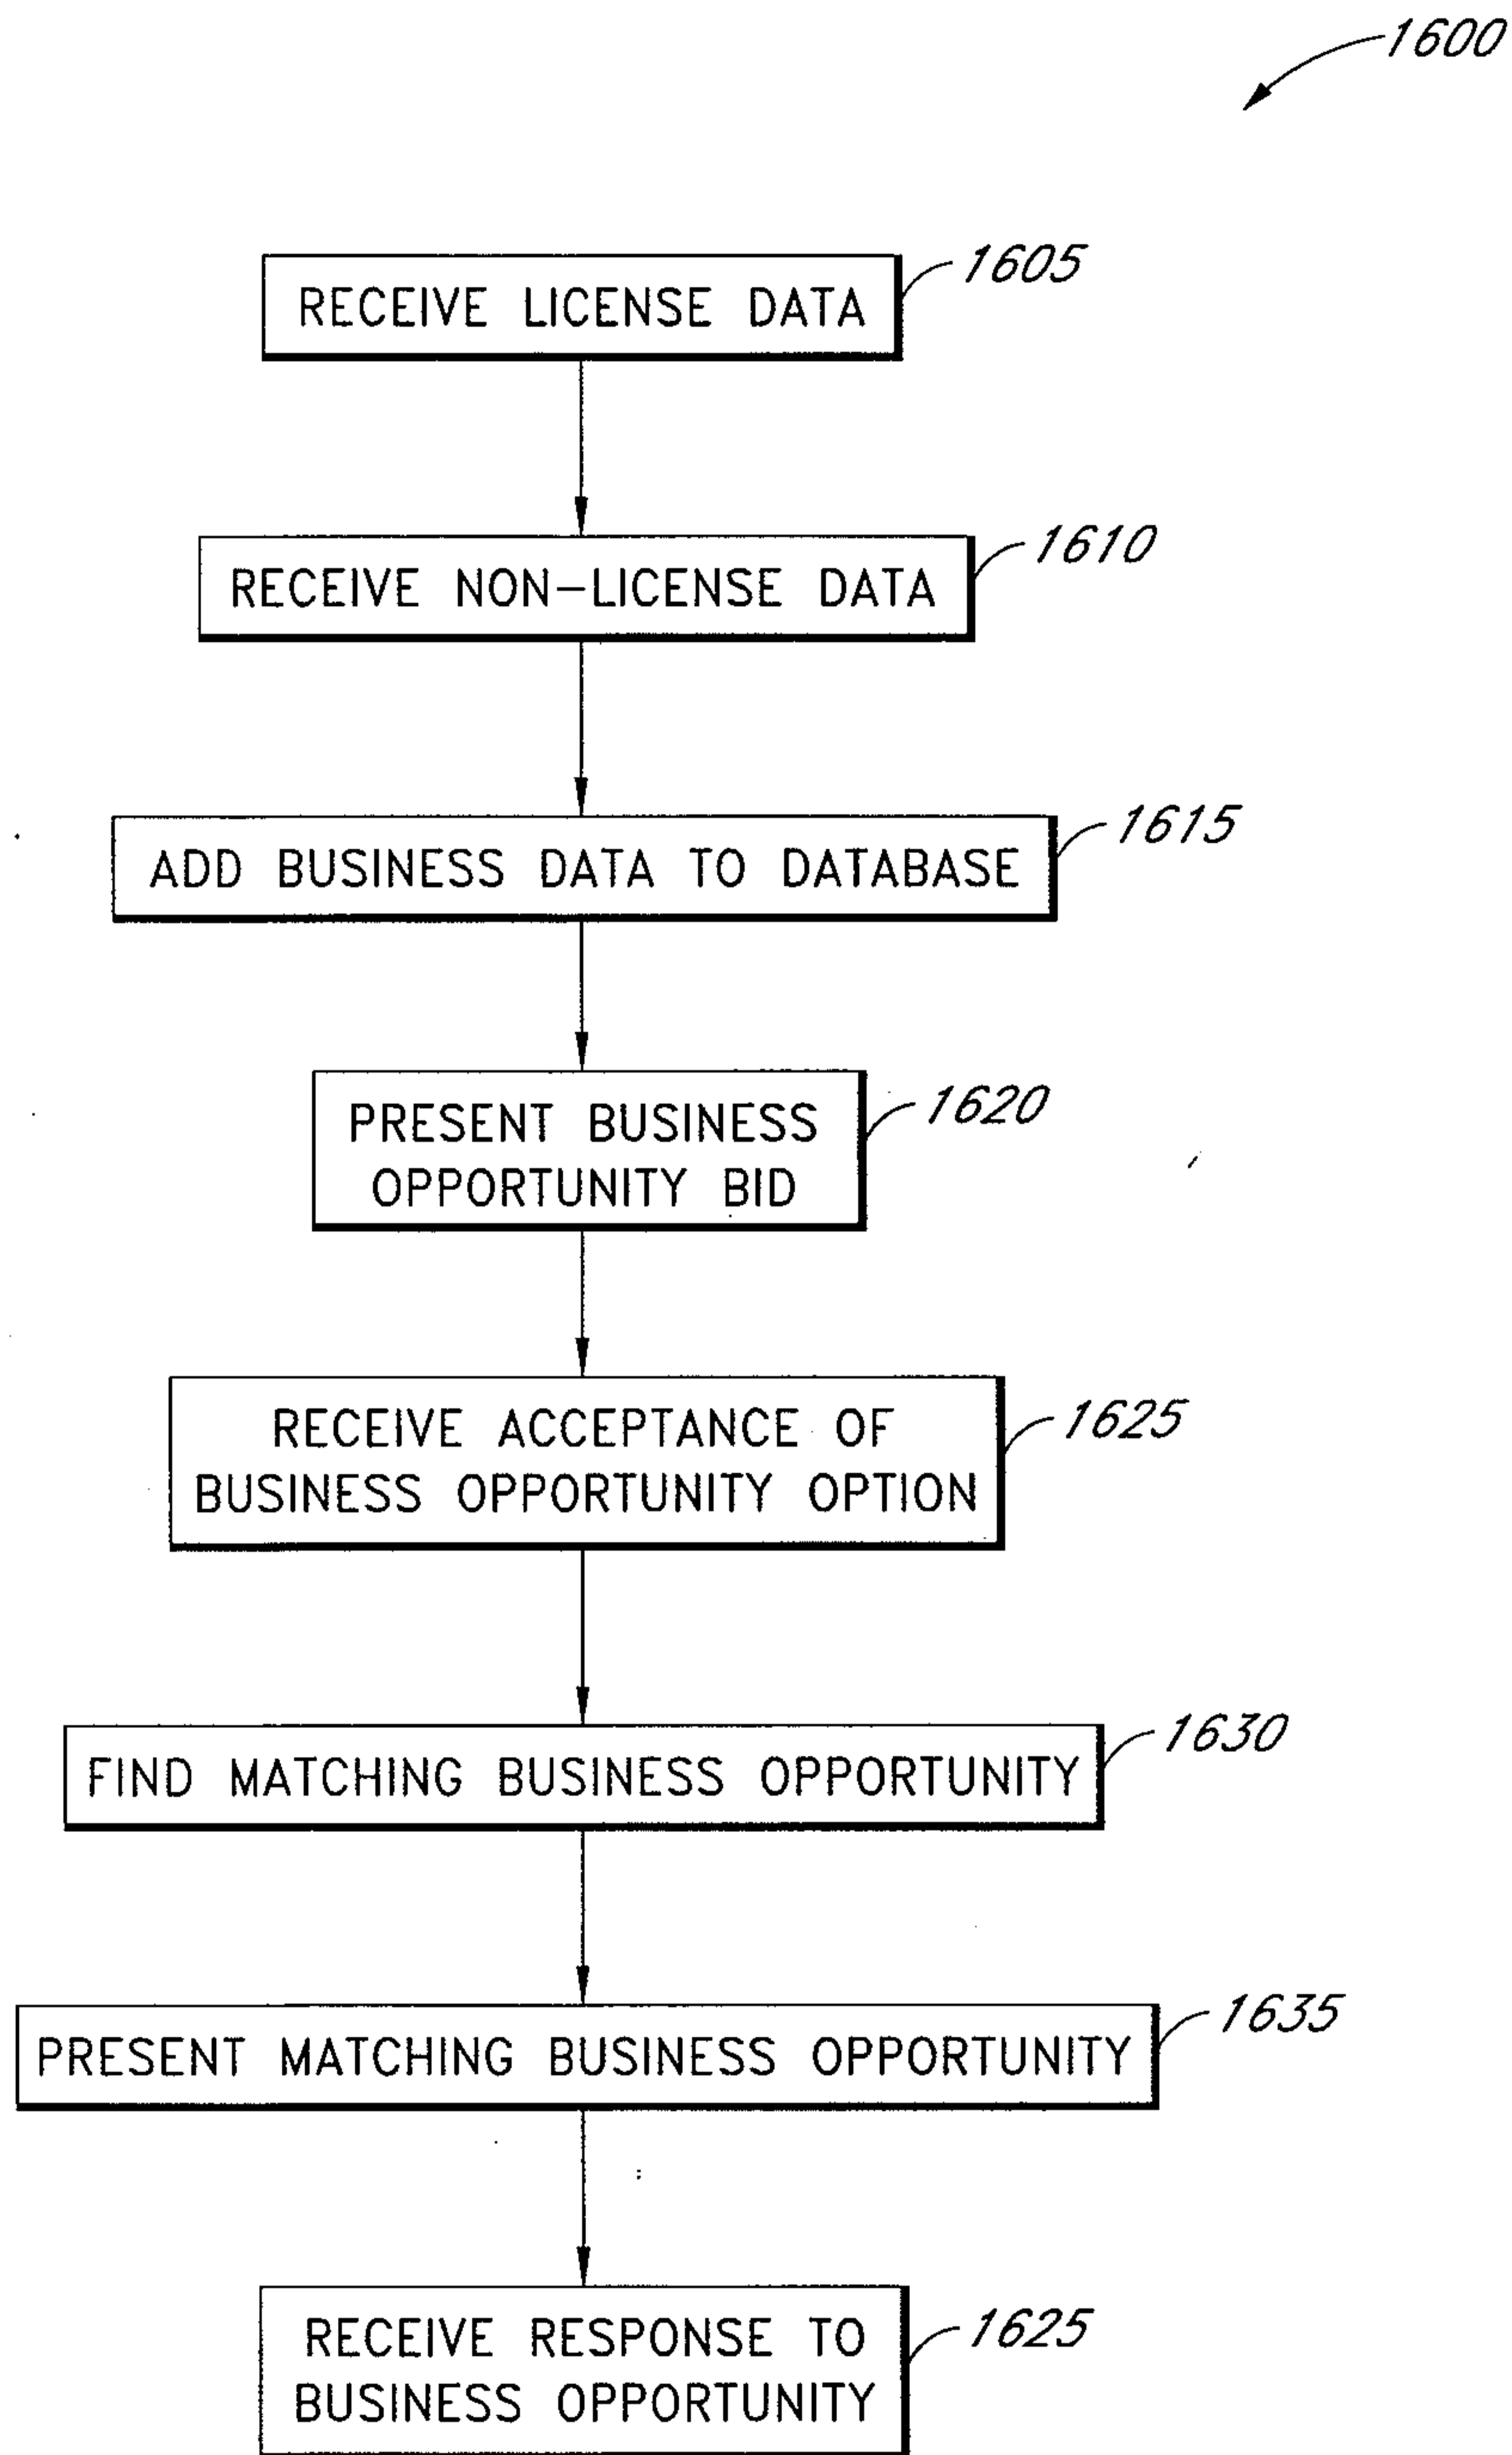 1600
RECEIVE LICENSE DATA
1605
RECEIVE NON-LICENSE DATA
1610
ADD BUSINESS DATA TO DATABASE
1615
PRESENT BUSINESS
OPPORTUNITY BID
1620
RECEIVE ACCEPTANCE OF
BUSINESS OPPORTUNITY OPTION
1625
FIND MATCHING BUSINESS OPPORTUNITY
1630
PRESENT MATCHING BUSINESS OPPORTUNITY
1635
RECEIVE RESPONSE TO
BUSINESS OPPORTUNITY
1625